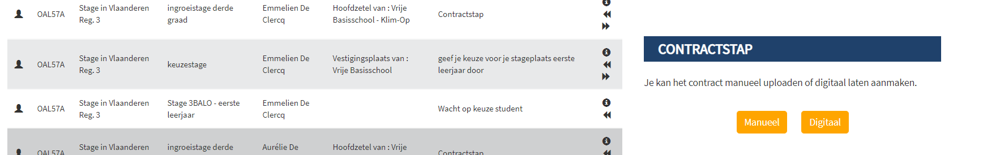 OAL57A Stage in Vlaanderen Reg. 3 ingroeistage derde graad Emmelien De Clercq Hoofdzetel van : Vrije Basisschool - Klim-Op Contractstap
OAL57A Stage in Vlaanderen Reg. 3 keuzestage Emmelien De Clercq Vestigingsplaats van : Vrije Basisschool geef je keuze voor je stageplaats eerste leerjaar door
OAL57A Stage in Vlaanderen Reg. 3 Stage 3BALO - eerste leerjaar Emmelien De Clercq Wacht op keuze student
OAL57A Stage in Vlaanderen ingroeistage derde Aurélie De Hoofdzetel van : Vrije Contractstap
CONTRACTSTAP
Je kan het contract manueel uploaden of digitaal laten aanmaken.
Manueel Digitaal